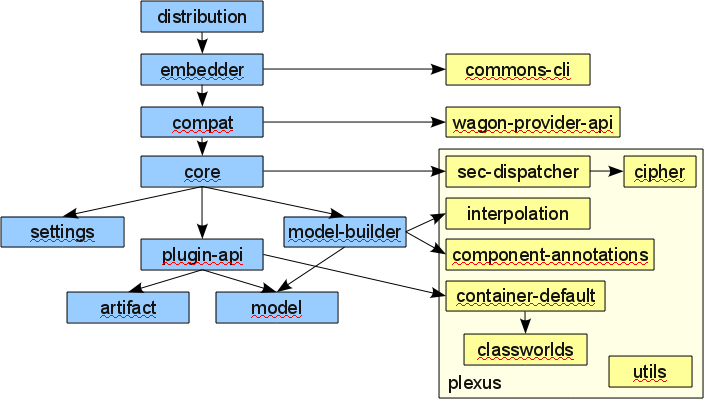 distribution
embedder
commons-cli
compat
wagon-provider-api
core
sec-dispatcher
cipher
settings
model-builder
interpolation
plugin-api
component-annotations
artifact
model
container-default
classworlds
utils
plexus